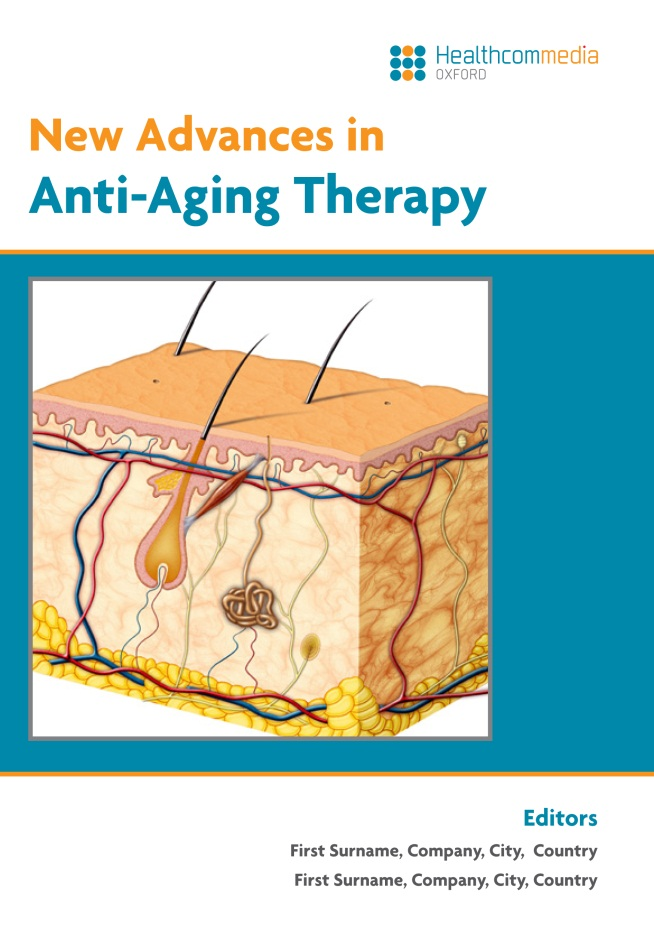 Healthcommedia
OXFORD
New Advances in
Anti-Aging Therapy
Editors
First Surname, Company, City,  Country
First Surname, Company, City, Country